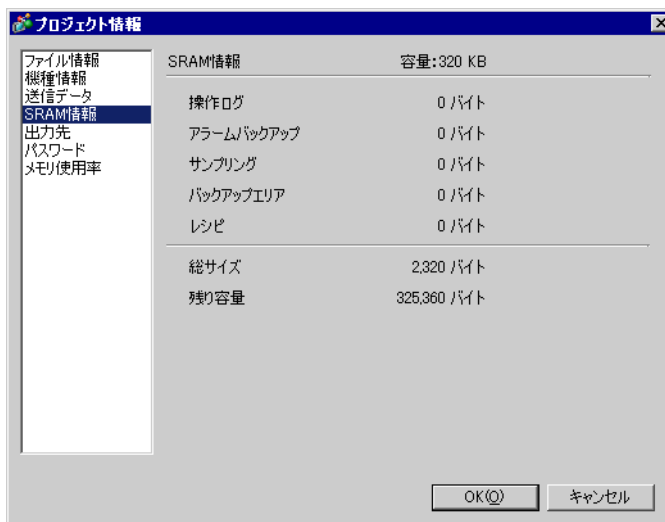 プロジェクト情報
ファイル情報
機種情報
送信データ
SRAM情報
出力先
パスワード
メモリ使用率
SRAM情報 容量:320 KB
操作ログ 0 バイト
アラームバックアップ 0 バイト
サンプリング 0 バイト
バックアップエリア 0 バイト
レシピ 0 バイト
総サイズ 2,320 バイト
残り容量 325,360 バイト
OK(O) キャンセル